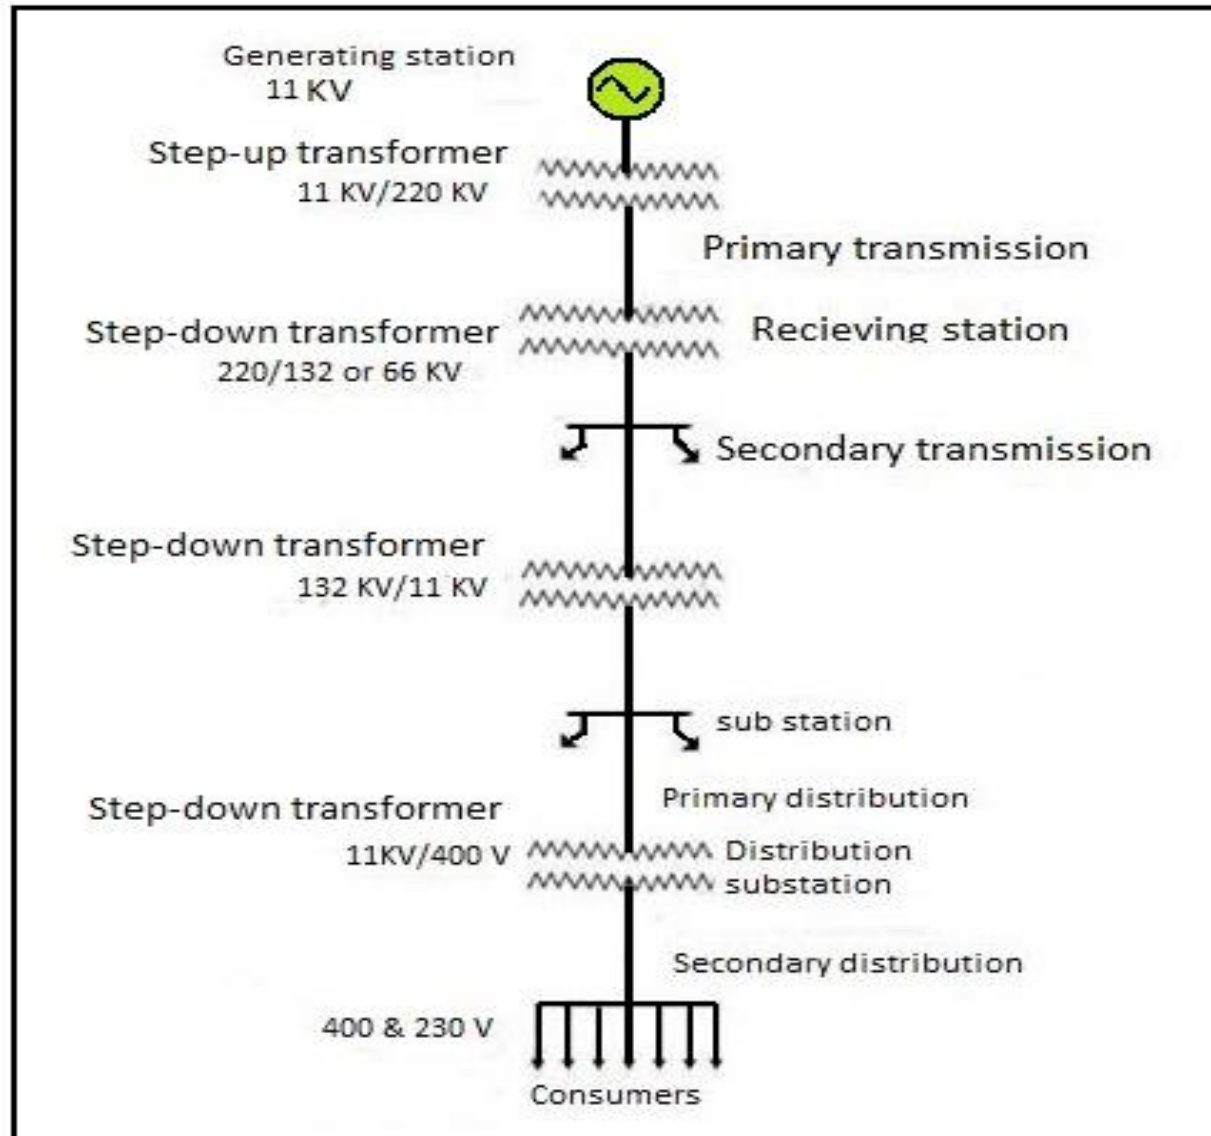 Generating station
11 KV
Step-up transformer
11 KV/220 KV
Primary transmission
Step-down transformer
220/132 or 66 KV
Recieving station
Secondary transmission
Step-down transformer
132 KV/11 KV
sub station
Primary distribution
Step-down transformer
11KV/400 V
Distribution
substation
Secondary distribution
400 & 230 V
Consumers